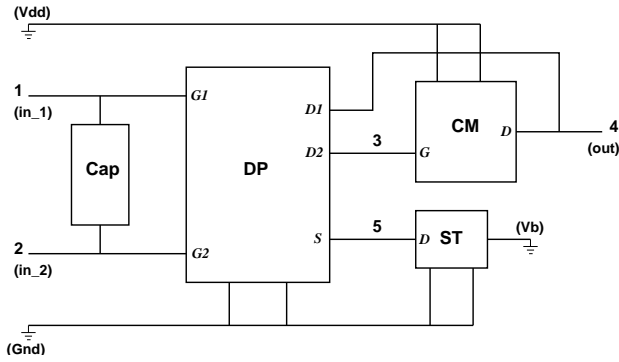 (Vdd)
1
(in_1)
G1
D1
CM
D
4
(out)
Cap
DP
D2
3
G
2
(in_2)
G2
S
5
D
ST
(Vb)
(Gnd)